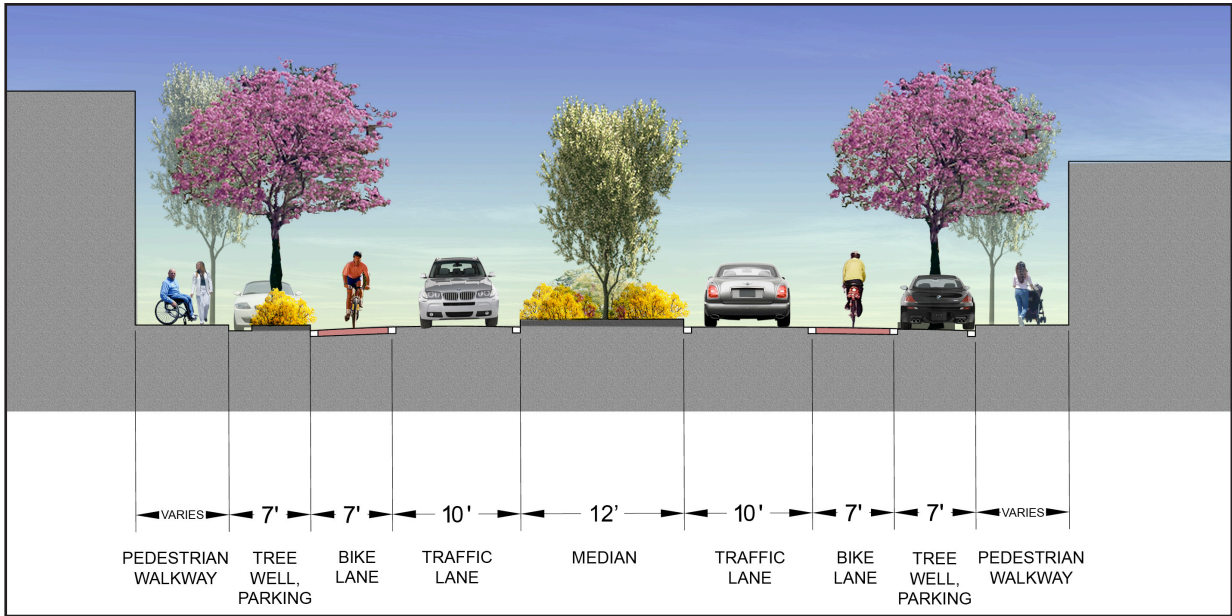 VARIES 7' 7' 10' 12’ 10' 7' 7' VARIES
PEDESTRIAN
WALKWAY
TREE
WELL,
PARKING
BIKE
LANE
TRAFFIC
LANE
MEDIAN
TRAFFIC
LANE
BIKE
LANE
TREE
WELL,
PARKING
PEDESTRIAN
WALKWAY